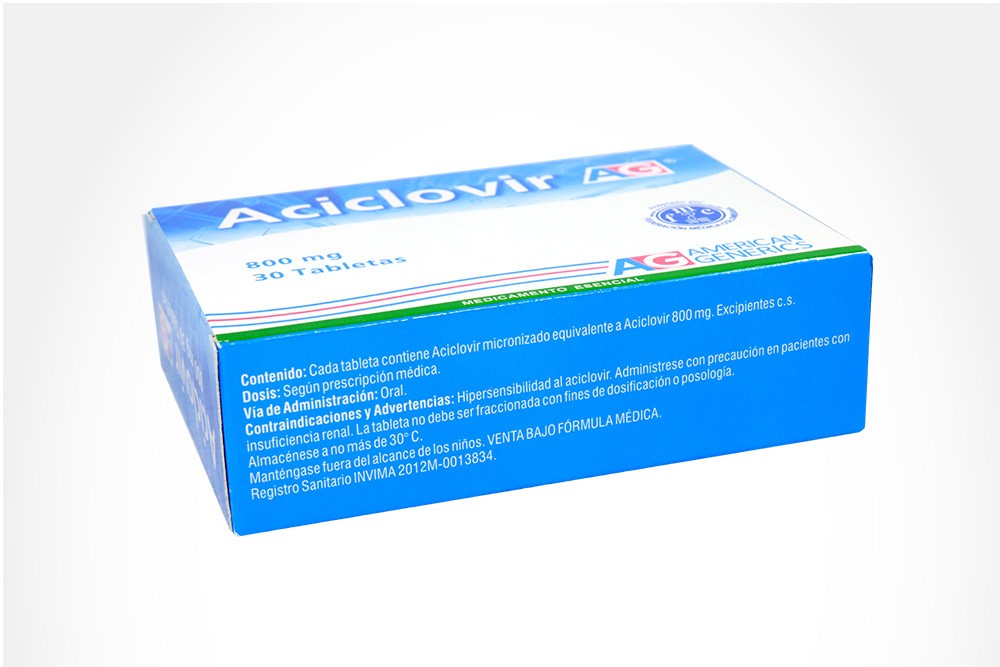 Aciclovir AG®
800 mg
30 Tabletas
AG AMERICAN
GENERICS
MEDICAMENTO ESENCIAL
Contenido: Cada tableta contiene Aciclovir micronizado equivalente a Aciclovir 800 mg. Excipientes c.s.
Dosis: Según prescripción médica.
Vía de Administración: Oral.
Contraindicaciones y Advertencias: Hipersensibilidad al aciclovir. Adminístrese con precaución en pacientes con
insuficiencia renal. La tableta no debe ser fraccionada con fines de dosificación o posología.
Almacénese a no más de 30° C.
Manténgase fuera del alcance de los niños. VENTA BAJO FÓRMULA MÉDICA.
Registro Sanitario INVIMA 2012M-0013834.